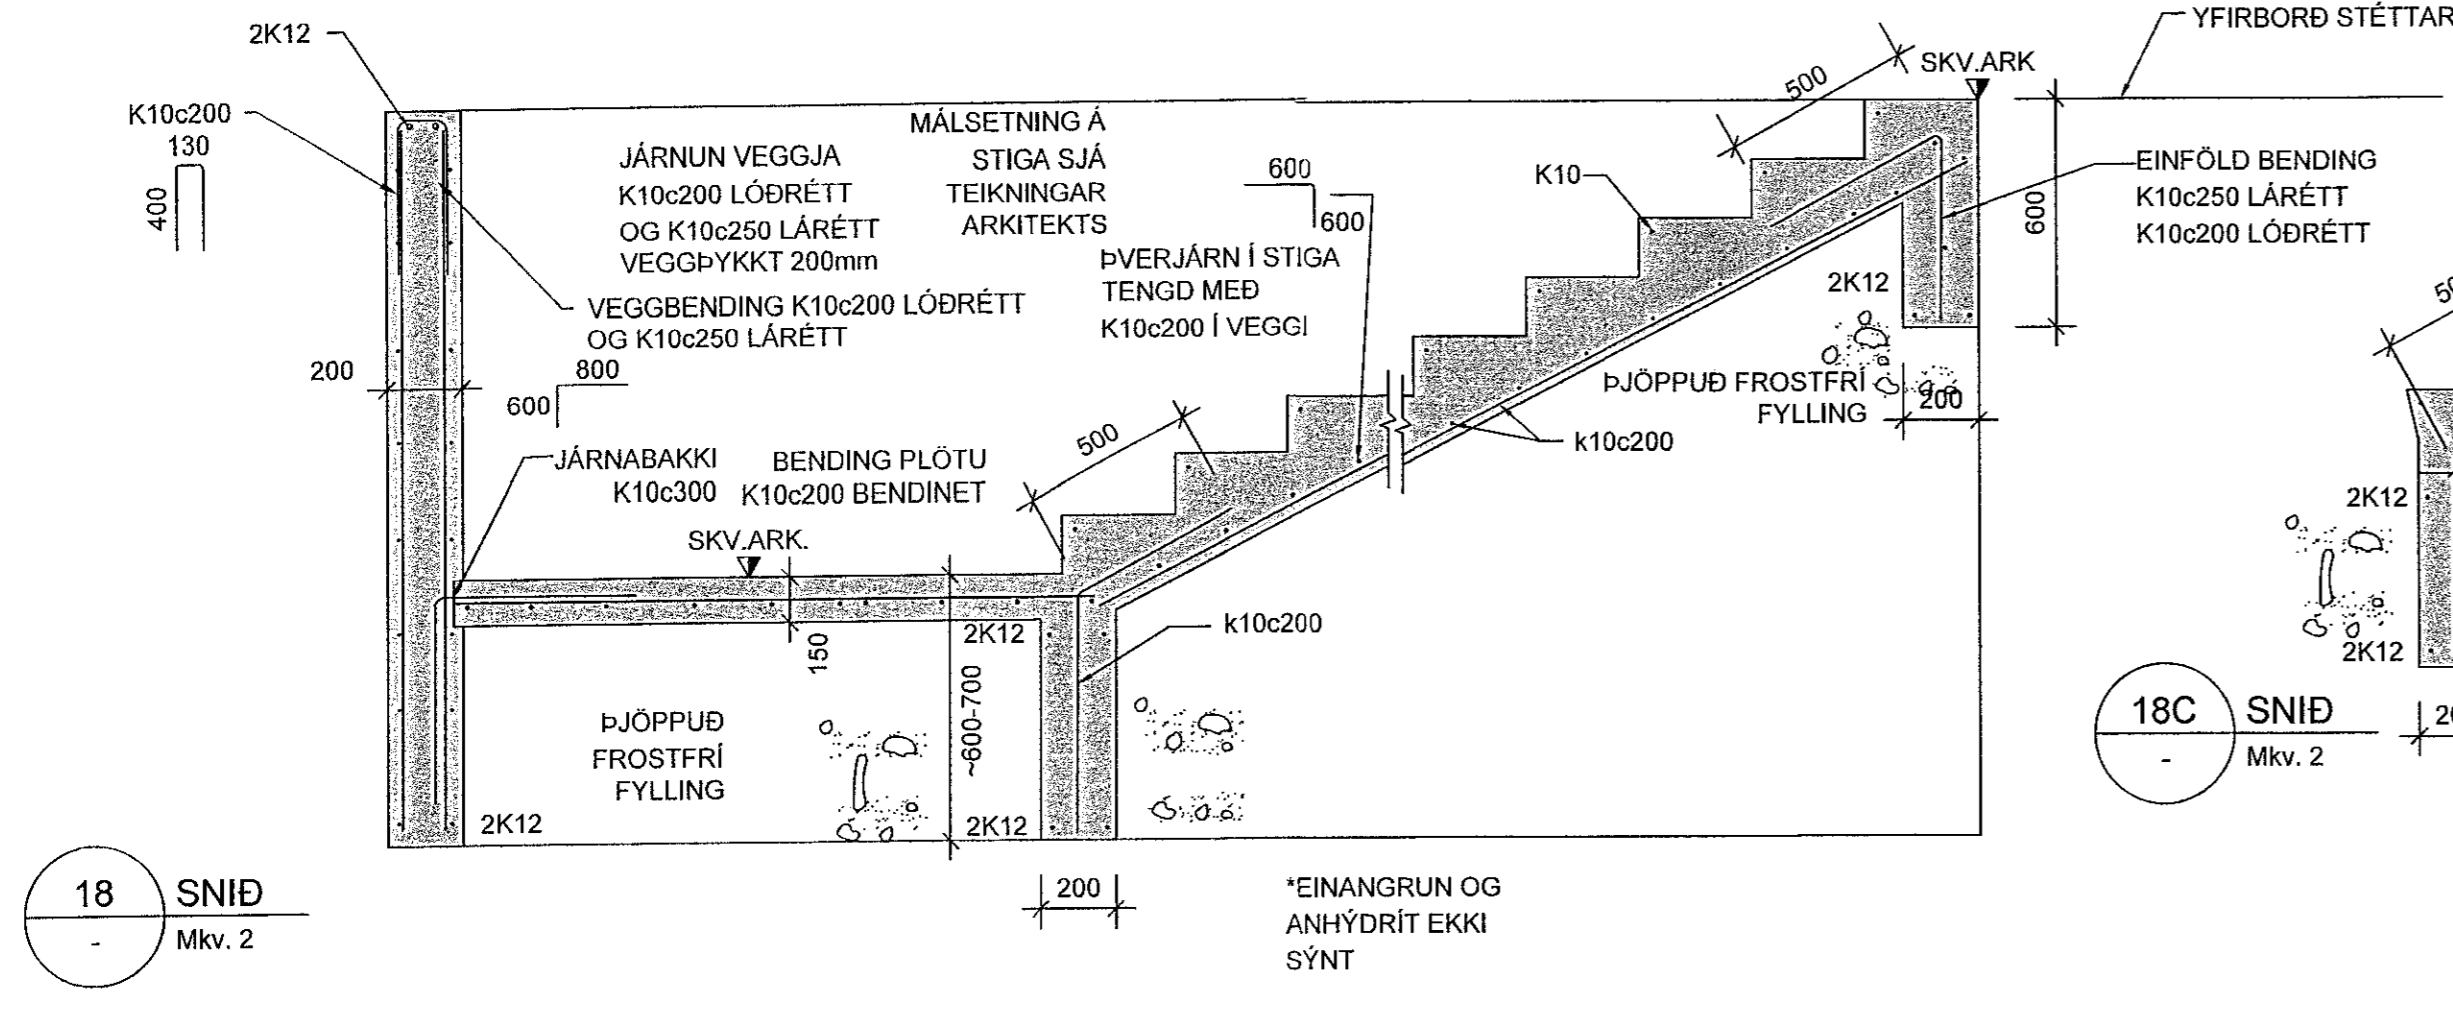 2K12
K10c200
130
400
JÁRNUN VEGGJA
K10c200 LÓÐRÉTT
OG K10c250 LÁRÉTT
VEGGÞYKKT 200mm
MÁLSETNING Á
STIGA SJÁ
TEIKNINGAR
ARKITEKTS
VEGGBENDING K10c200 LÓÐRÉTT
OG K10c250 LÁRÉTT
600
600
ÞVERJÁRN Í STIGA
TENGD MEÐ
K10c200 Í VEGGI
K10
500
SKV.ARK
YFIRBORÐ STÉTTAR
EINFÖLD BENDING
K10c250 LÁRÉTT
K10c200 LÓÐRÉTT
600
2K12
ÞJÖPPUÐ FROSTFRÍ
FYLLING
200
k10c200
200
800
600
JÁRNABAKKI
K10c300
BENDING PLÖTU
K10c200 BENDINET
SKV.ARK.
500
150
2K12
k10c200
~600-700
ÞJÖPPUÐ
FROSTFRÍ
FYLLING
2K12
2K12
200
*EINANGRUN OG
ANHÝDRÍT EKKI
SÝNT
18
SNIÐ
-
Mkv. 2
2K12
2K12
18C
SNIÐ
-
Mkv. 2